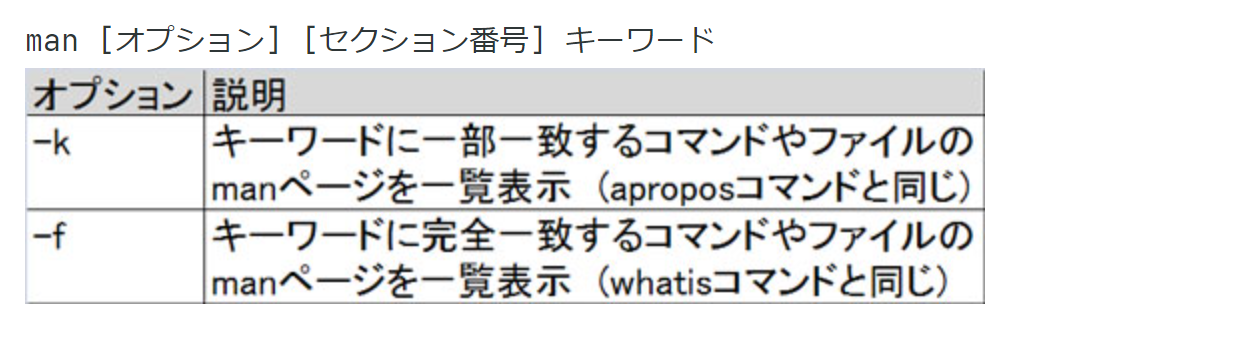 man [オプション] [セクション番号] キーワード
オプション 説明
-k キーワードに一部一致するコマンドやファイルの
manページを一覧表示 （aproposコマンドと同じ）
-f キーワードに完全一致するコマンドやファイルの
manページを一覧表示 （whatisコマンドと同じ）